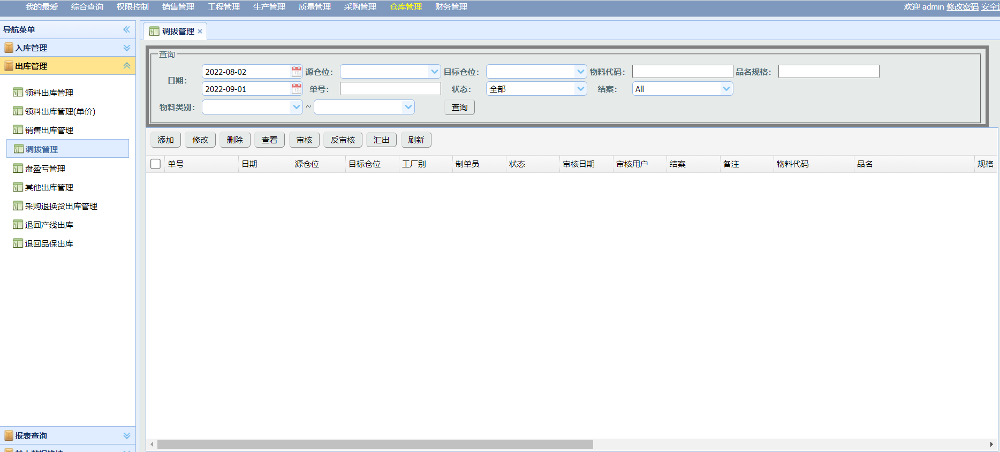 我的最爱 综合查询 权限控制 销售管理 工程管理 生产管理 质量管理 采购管理 仓库管理 财务管理 欢迎 admin 修改密码 安全
导航菜单
入库管理
出库管理
领料出库管理
领料出库管理(单价)
销售出库管理
调拔管理
盘盈亏管理
其他出库管理
采购退换货出库管理
退回产线出库
退回品保出库
报表查询
调拔管理
查询
日期： 2022-08-02 源仓位： 目标仓位： 物料代码： 品名规格：
2022-09-01 单号： 状态： 全部 结案： All
物料类别： ~ 查询
添加 修改 删除 查看 审核 反审核 汇出 刷新
单号 日期 源仓位 目标仓位 工厂别 制单员 状态 审核日期 审核用户 结案 备注 物料代码 品名 规格